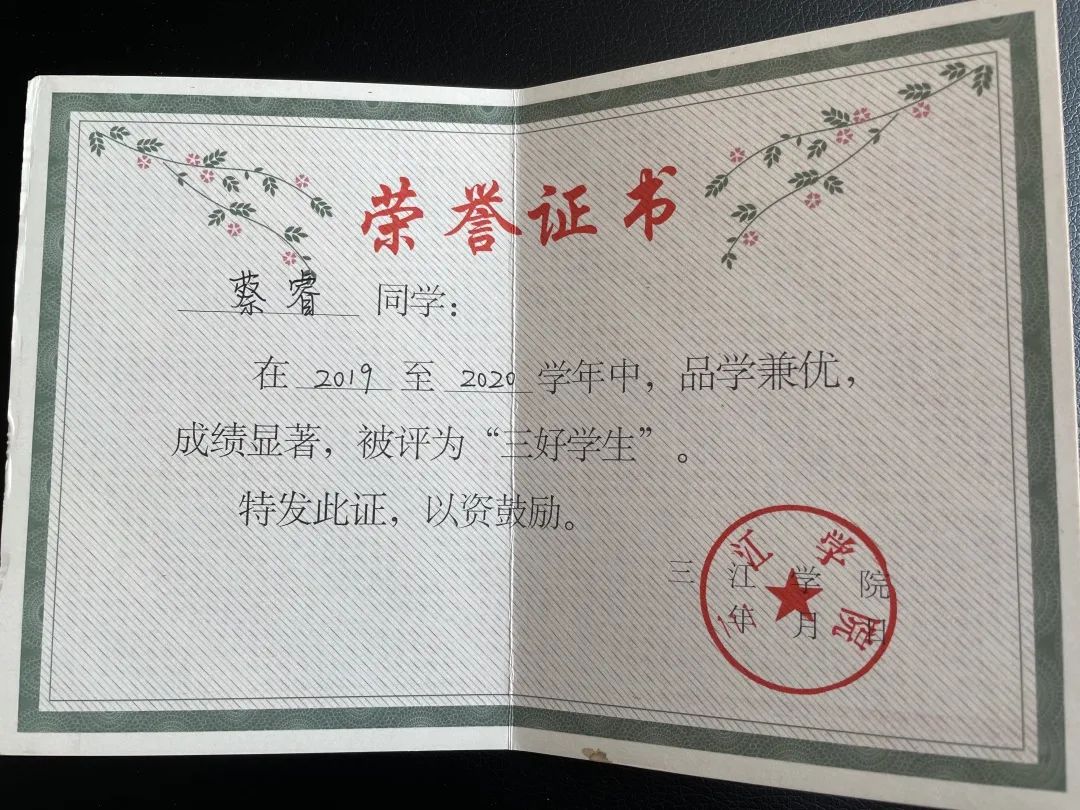 荣誉证书
蔡睿 同学：
在 2019 至 2020 学年中，品学兼优，
成绩显著，被评为“三好学生”。
特发此证，以资鼓励。
三江学院
年 月 日
三江学院